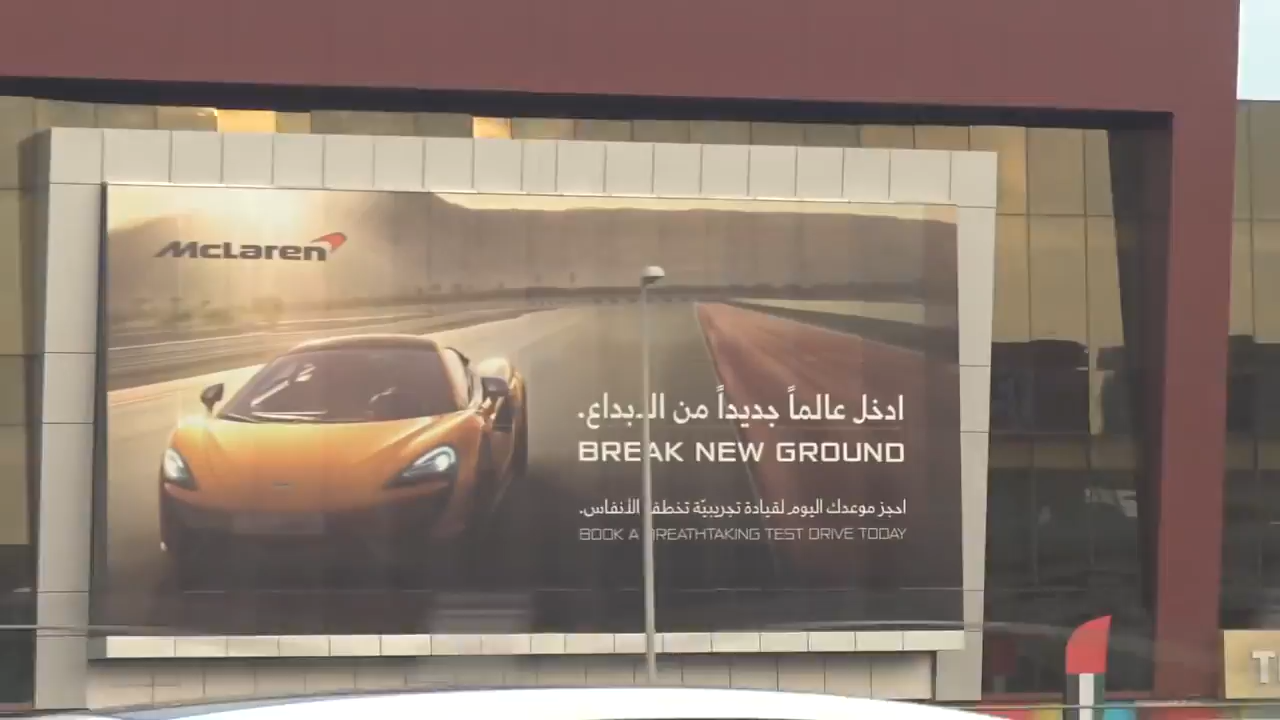 McLaren
ادخل عالماً جديداً من الإبداع.
BREAK NEW GROUND
احجز موعدك اليوم لقيادة تجريبيّة تخطف الأنفاس.
BOOK A BREATHTAKING TEST DRIVE TODAY